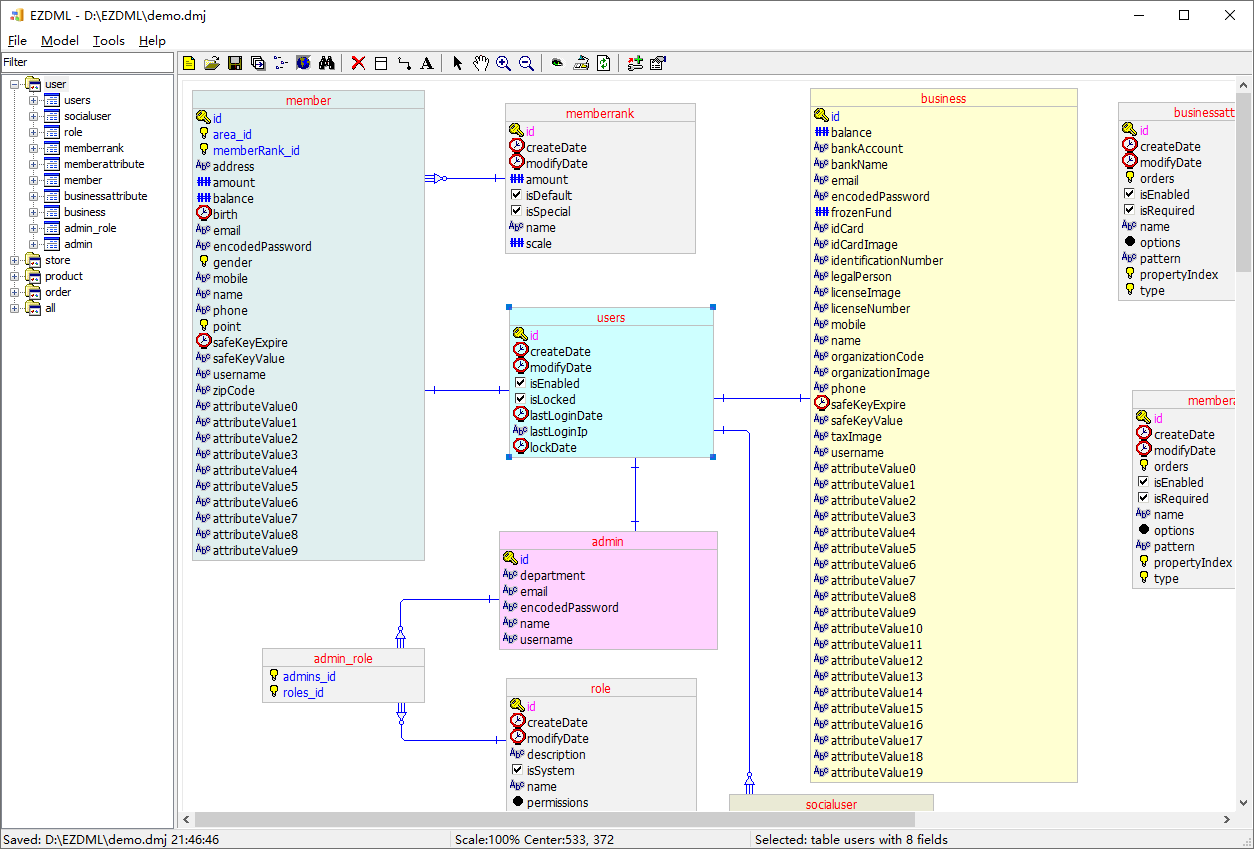 EZDML - D:\EZDML\demo.dmj
File Model Tools Help
Filter
user
users
socialuser
role
memberrank
memberattribute
member
businessattribute
business
admin_role
admin
store
product
order
all
member
id
area_id
memberRank_id
address
amount
balance
birth
email
encodedPassword
gender
mobile
name
phone
point
safeKeyExpire
safeKeyValue
username
zipCode
attributeValue0
attributeValue1
attributeValue2
attributeValue3
attributeValue4
attributeValue5
attributeValue6
attributeValue7
attributeValue8
attributeValue9
memberrank
id
createDate
modifyDate
amount
isDefault
isSpecial
name
scale
users
id
createDate
modifyDate
isEnabled
isLocked
lastLoginDate
lastLoginIp
lockDate
admin
id
department
email
encodedPassword
name
username
admin_role
admins_id
roles_id
role
id
createDate
modifyDate
description
isSystem
name
permissions
business
id
balance
bankAccount
bankName
email
encodedPassword
frozenFund
idCard
idCardImage
identificationNumber
legalPerson
licenseImage
licenseNumber
mobile
name
organizationCode
organizationImage
phone
safeKeyExpire
safeKeyValue
taxImage
username
attributeValue0
attributeValue1
attributeValue2
attributeValue3
attributeValue4
attributeValue5
attributeValue6
attributeValue7
attributeValue8
attributeValue9
attributeValue10
attributeValue11
attributeValue12
attributeValue13
attributeValue14
attributeValue15
attributeValue16
attributeValue17
attributeValue18
attributeValue19
socialuser
businessatt
id
createDate
modifyDate
orders
isEnabled
isRequired
name
options
pattern
propertyIndex
type
membera
id
createDate
modifyDate
orders
isEnabled
isRequired
name
options
pattern
propertyIndex
type
Saved: D:\EZDML\demo.dmj 21:46:46
Scale:100% Center:533, 372
Selected: table users with 8 fields